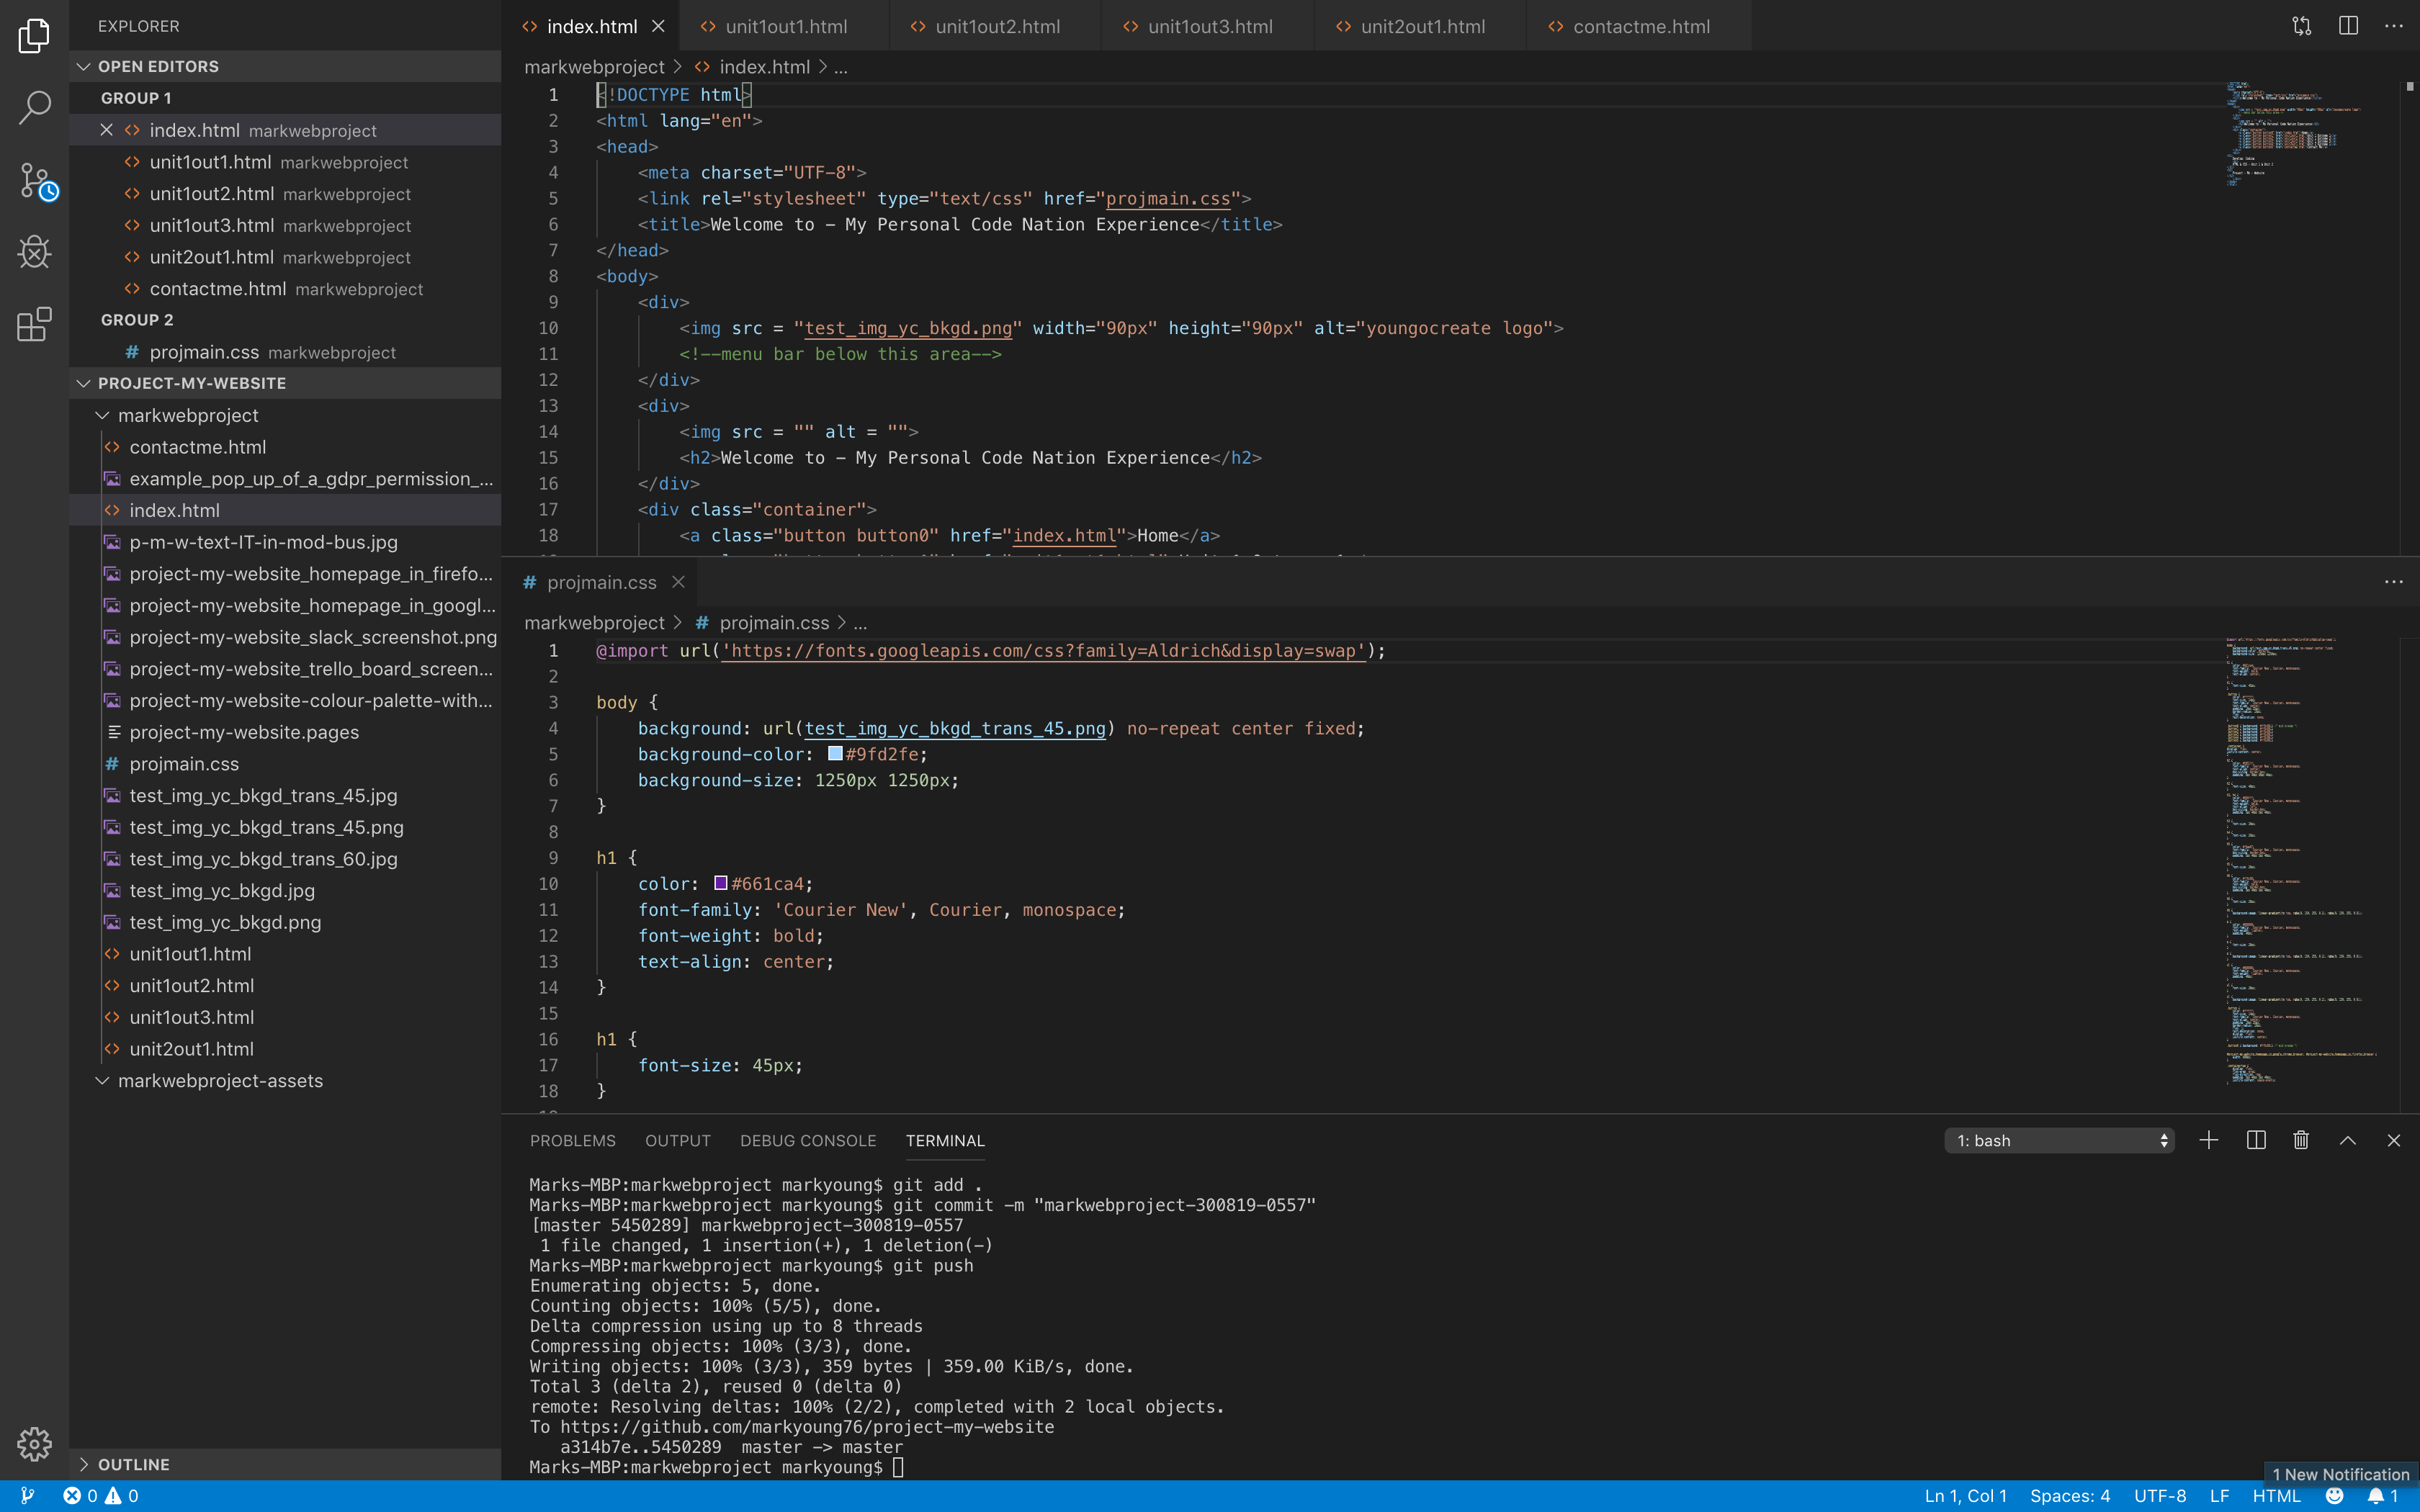 EXPLORER
OPEN EDITORS
GROUP 1
index.html markwebproject
unit1out1.html markwebproject
unit1out2.html markwebproject
unit1out3.html markwebproject
unit2out1.html markwebproject
contactme.html markwebproject
GROUP 2
# projmain.css markwebproject
PROJECT-MY-WEBSITE
markwebproject
contactme.html
example_pop_up_of_a_gdpr_permission_...
index.html
p-m-w-text-IT-in-mod-bus.jpg
project-my-website_homepage_in_firefo...
project-my-website_homepage_in_googl...
project-my-website_slack_screenshot.png
project-my-website_trello_board_screen...
project-my-website-colour-palette-with...
project-my-website.pages
# projmain.css
test_img_yc_bkgd_trans_45.jpg
test_img_yc_bkgd_trans_45.png
test_img_yc_bkgd_trans_60.jpg
test_img_yc_bkgd.jpg
test_img_yc_bkgd.png
unit1out1.html
unit1out2.html
unit1out3.html
unit2out1.html
markwebproject-assets
OUTLINE
index.html unit1out1.html unit1out2.html unit1out3.html unit2out1.html contactme.html
markwebproject > index.html > ...
1 <!DOCTYPE html>
2 <html lang="en">
3 <head>
4 <meta charset="UTF-8">
5 <link rel="stylesheet" type="text/css" href="projmain.css">
6 <title>Welcome to - My Personal Code Nation Experience</title>
7 </head>
8 <body>
9 <div>
10 <img src = "test_img_yc_bkgd.png" width="90px" height="90px" alt="youngocreate logo">
11 <!--menu bar below this area-->
12 </div>
13 <div>
14 <img src = "" alt = "">
15 <h2>Welcome to - My Personal Code Nation Experience</h2>
16 </div>
17 <div class="container">
18 <a class="button button0" href="index.html">Home</a>
# projmain.css
markwebproject > # projmain.css > ...
1 @import url('https://fonts.googleapis.com/css?family=Aldrich&display=swap');
2
3 body {
4 background: url(test_img_yc_bkgd_trans_45.png) no-repeat center fixed;
5 background-color: #9fd2fe;
6 background-size: 1250px 1250px;
7 }
8
9 h1 {
10 color: #661ca4;
11 font-family: 'Courier New', Courier, monospace;
12 font-weight: bold;
13 text-align: center;
14 }
15
16 h1 {
17 font-size: 45px;
18 }
PROBLEMS OUTPUT DEBUG CONSOLE TERMINAL 1: bash
Marks-MBP:markwebproject markyoung$ git add .
Marks-MBP:markwebproject markyoung$ git commit -m "markwebproject-300819-0557"
[master 5450289] markwebproject-300819-0557
1 file changed, 1 insertion(+), 1 deletion(-)
Marks-MBP:markwebproject markyoung$ git push
Enumerating objects: 5, done.
Counting objects: 100% (5/5), done.
Delta compression using up to 8 threads
Compressing objects: 100% (3/3), done.
Writing objects: 100% (3/3), 359 bytes | 359.00 KiB/s, done.
Total 3 (delta 2), reused 0 (delta 0)
remote: Resolving deltas: 100% (2/2), completed with 2 local objects.
To https://github.com/markyoung76/project-my-website
a314b7e..5450289 master -> master
Marks-MBP:markwebproject markyoung$
1 New Notification
0 0 Ln 1, Col 1 Spaces: 4 UTF-8 LF HTML 1